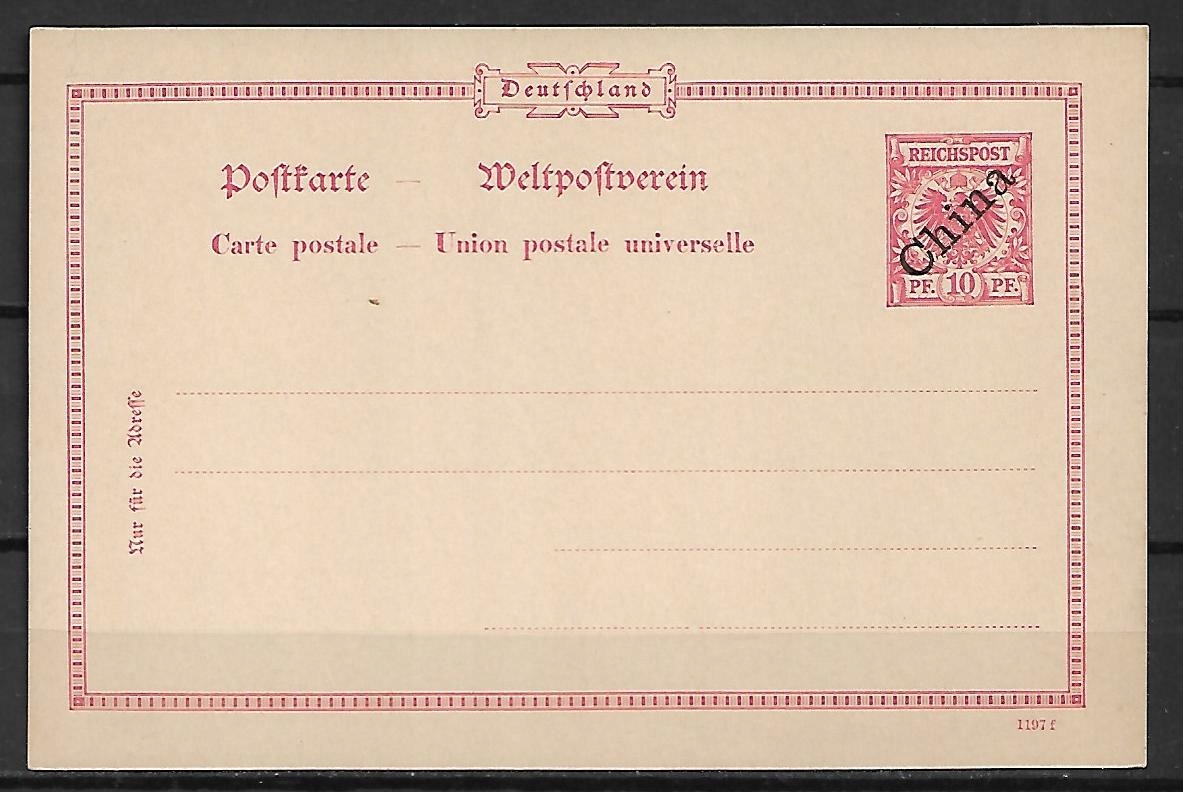 Deutſchland
Poſtkarte — Weltpoſtverein
Carte postale — Union postale universelle
REICHSPOST
China
PF. 10 PF.
Nur für die Adreſſe
1197 f